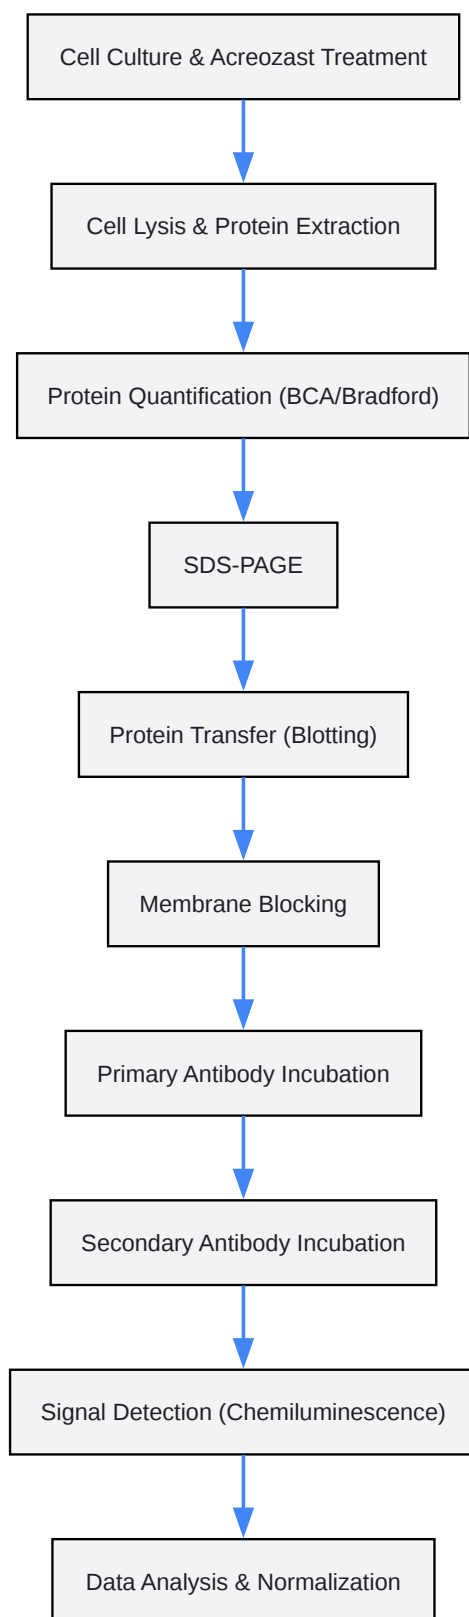 Cell Culture & Acreozast Treatment
Cell Lysis & Protein Extraction
Protein Quantification (BCA/Bradford)
SDS-PAGE
Protein Transfer (Blotting)
Membrane Blocking
Primary Antibody Incubation
Secondary Antibody Incubation
Signal Detection (Chemiluminescence)
Data Analysis & Normalization